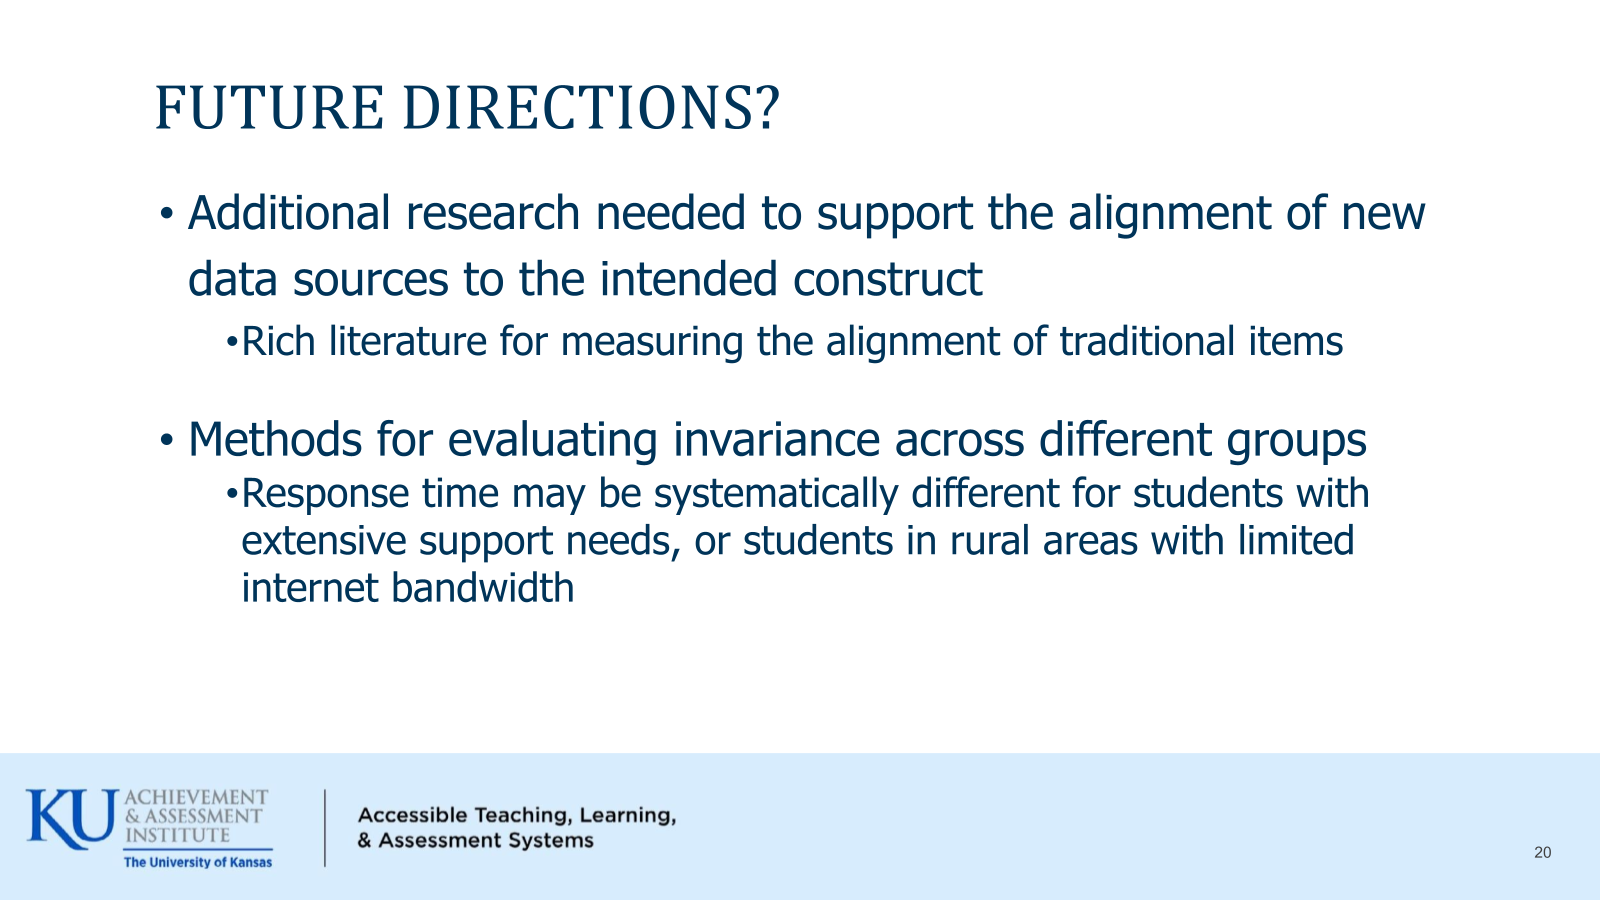 FUTURE DIRECTIONS?
• Additional research needed to support the alignment of new
data sources to the intended construct
•Rich literature for measuring the alignment of traditional items
• Methods for evaluating invariance across different groups
•Response time may be systematically different for students with
extensive support needs, or students in rural areas with limited
internet bandwidth
KU ACHIEVEMENT
& ASSESSMENT
INSTITUTE
The University of Kansas
Accessible Teaching, Learning,
& Assessment Systems
20